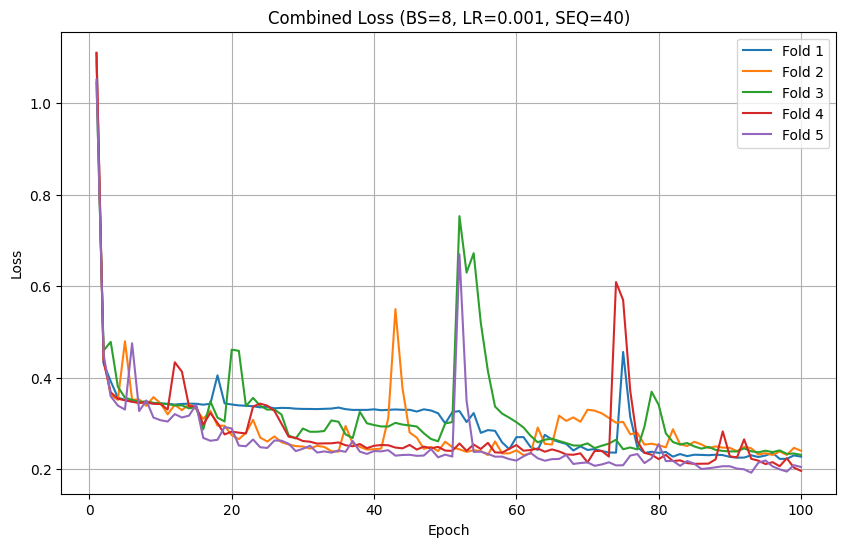 Combined Loss (BS=8, LR=0.001, SEQ=40)
Fold 1
Fold 2
Fold 3
Fold 4
Fold 5
Loss
1.0
0.8
0.6
0.4
0.2
0 20 40 60 80 100
Epoch